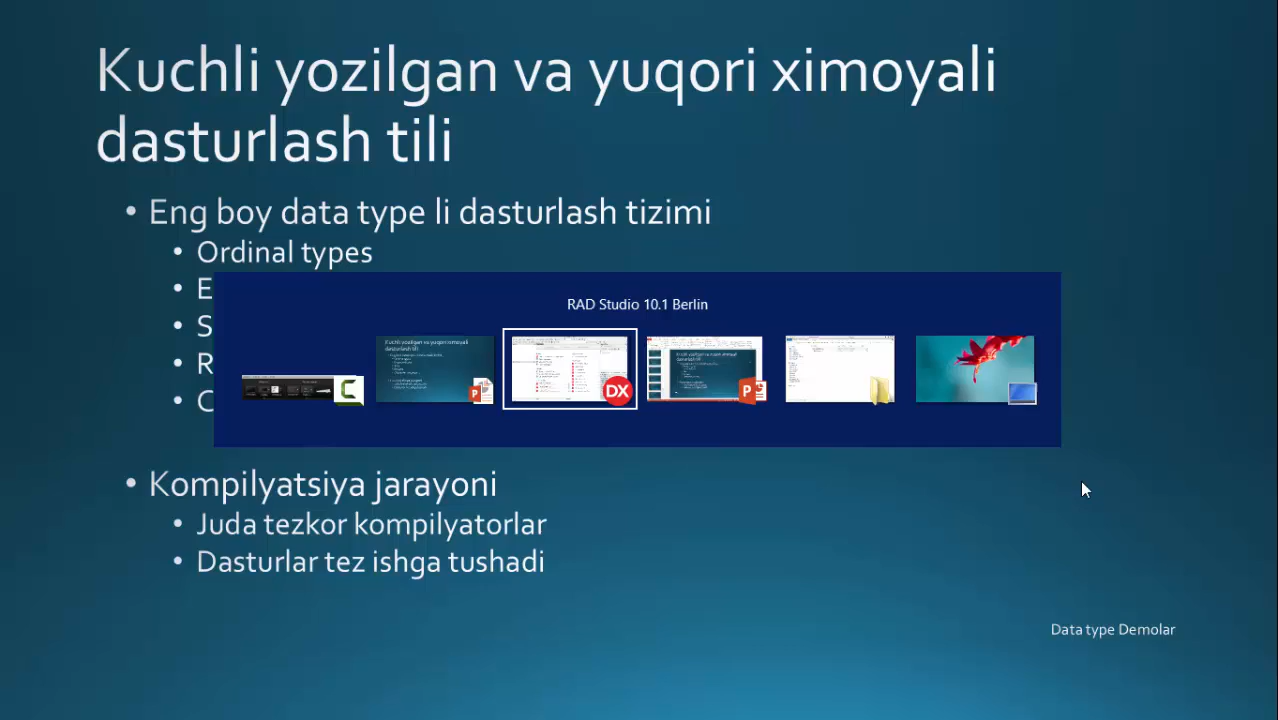 Kuchli yozilgan va yuqori ximoyali
dasturlash tili
• Eng boy data type li dasturlash tizimi
• Ordinal types
• E
• S
• R
• C
RAD Studio 10.1 Berlin
DX
• Kompilyatsiya jarayoni
• Juda tezkor kompilyatorlar
• Dasturlar tez ishga tushadi
Data type Demolar